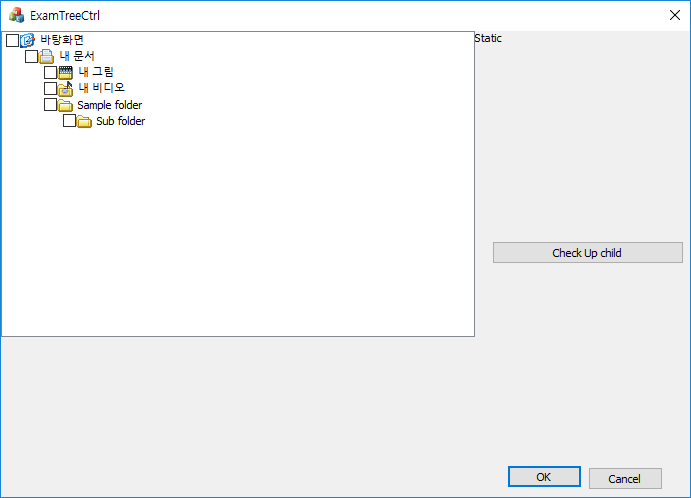 ExamTreeCtrl
바탕화면
Static
내 문서
내 그림
내 비디오
Sample folder
Sub folder
Check Up child
OK
Cancel